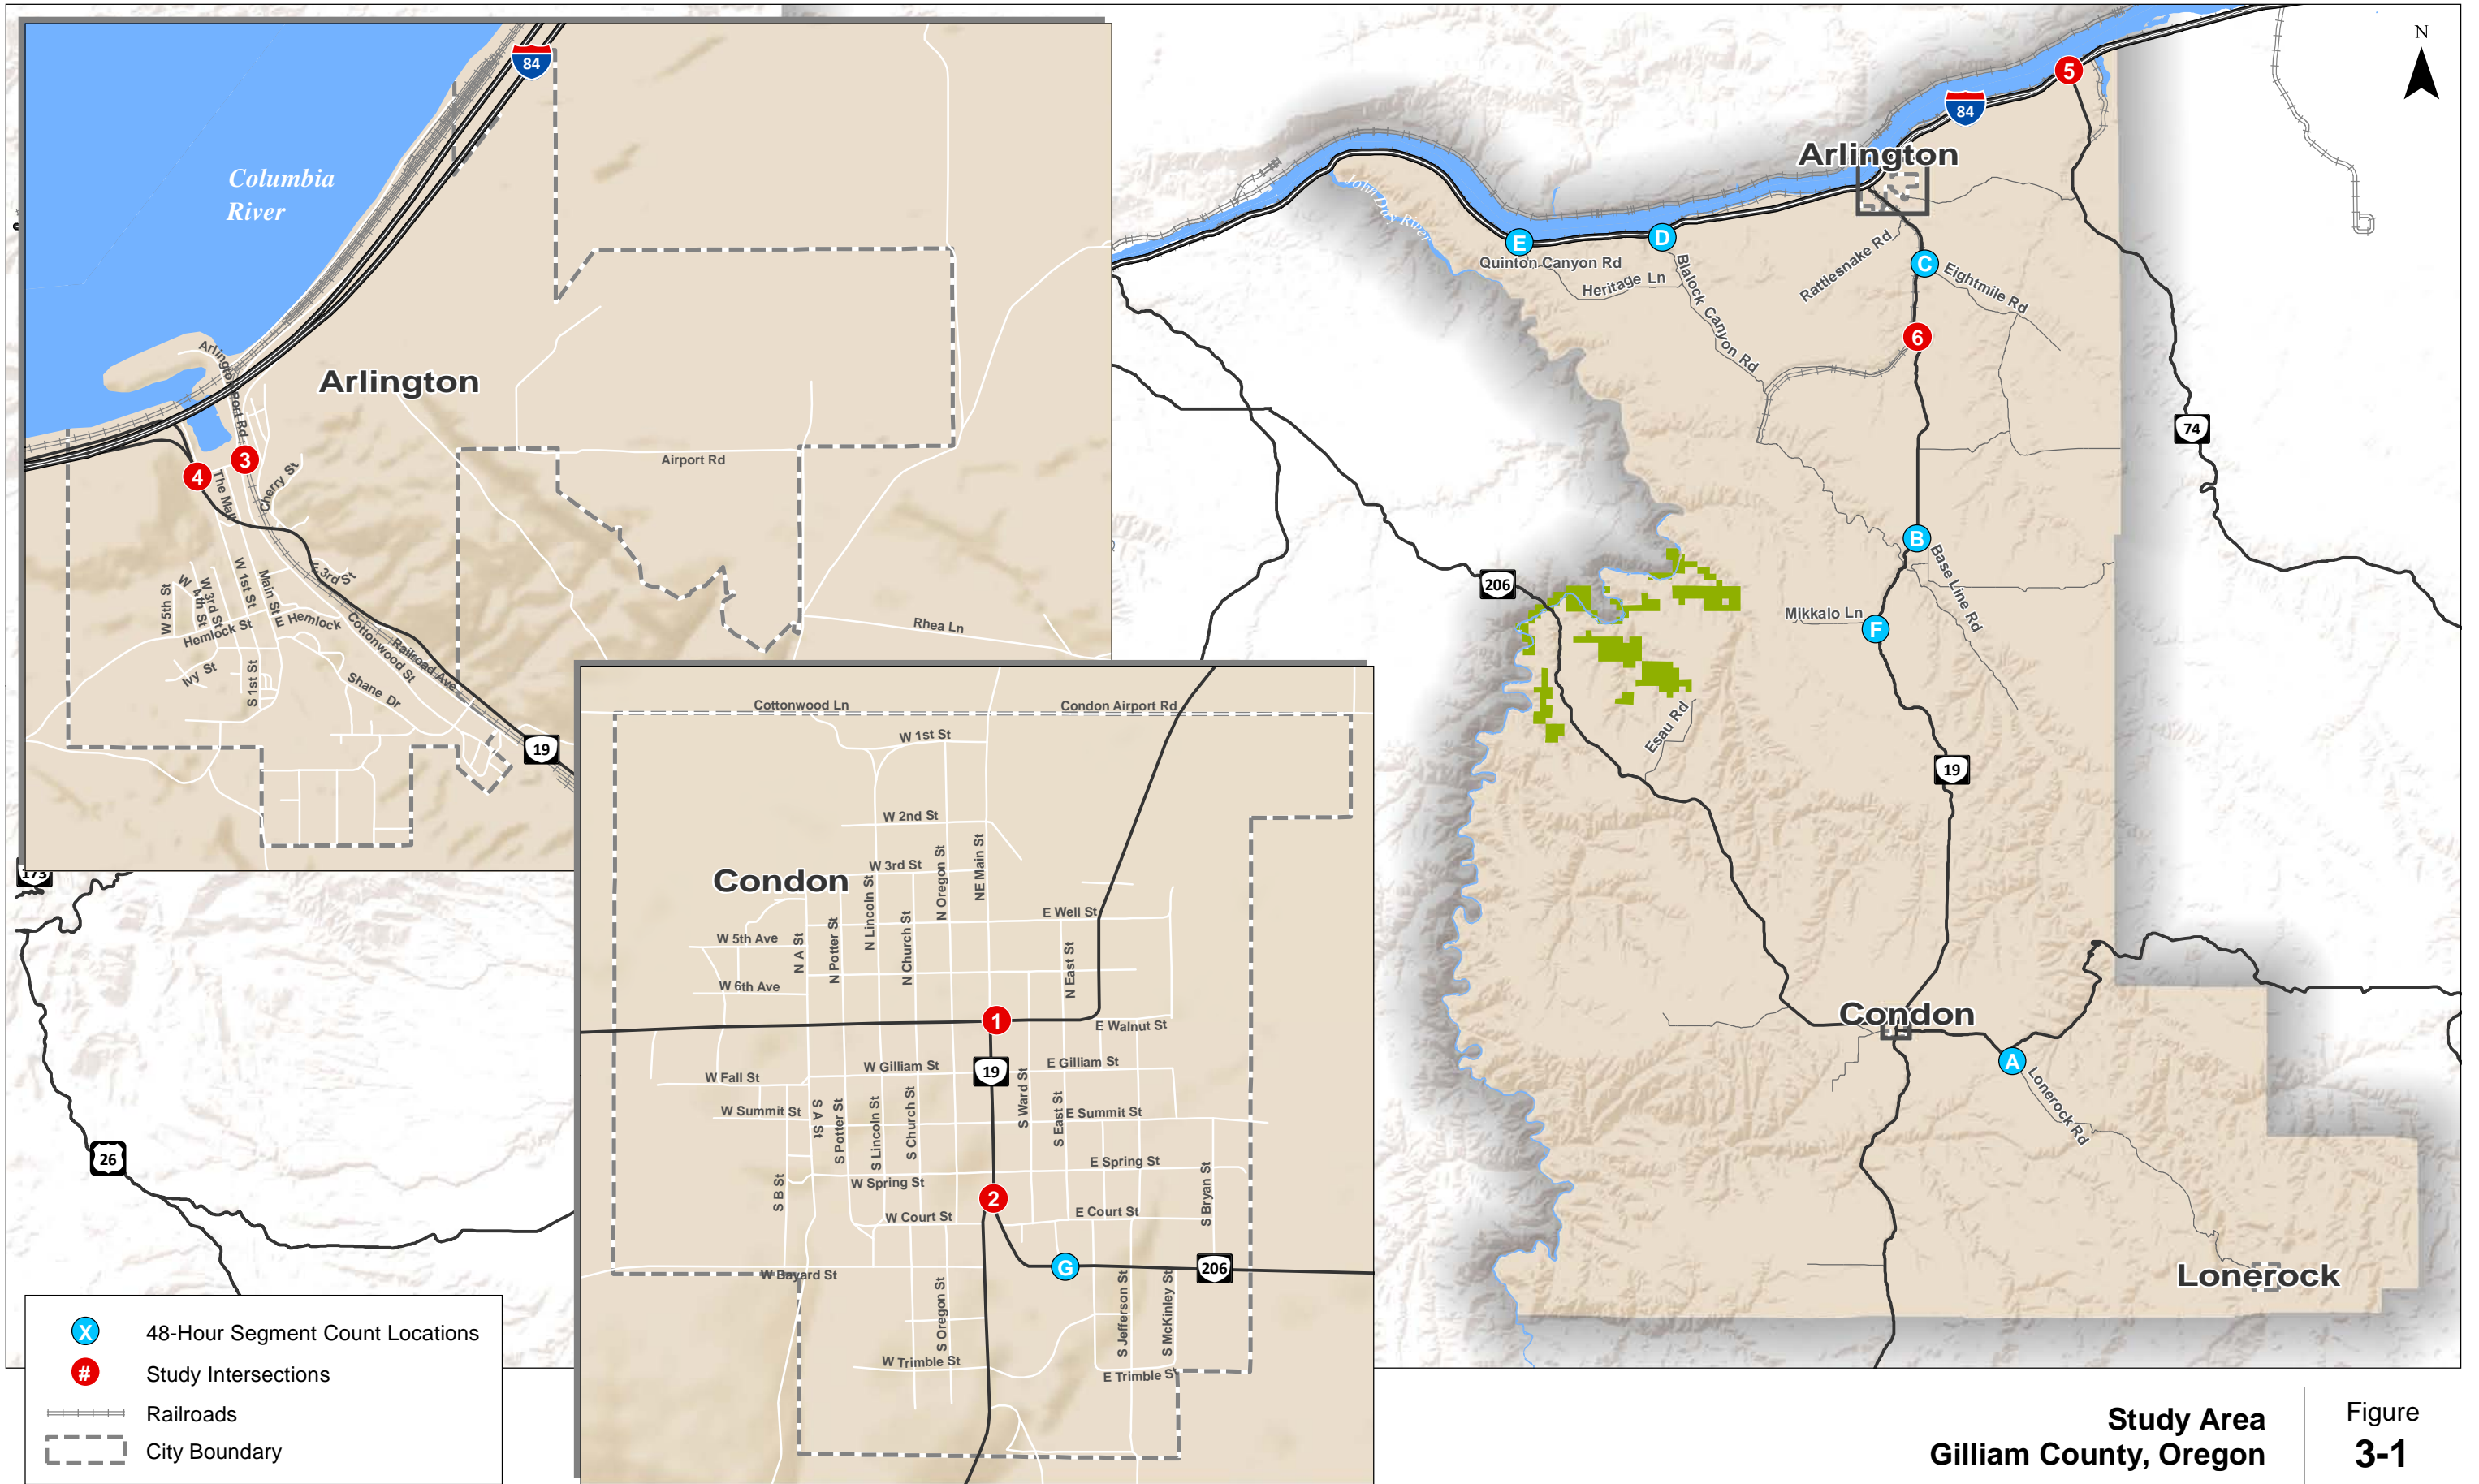 84
Columbia
River
Arlington Port Rd
Arlington
3
4
The Mall
Cherry St
Airport Rd
E 3rd St
W 5th St
W 4th St
W 3rd St
W 1st St
Main St
E Hemlock
Hemlock St
Cottonwood St
Railroad Ave
Rhea Ln
Ivy St
S 1st St
Shane Dr
19
Cottonwood Ln
Condon Airport Rd
W 1st St
W 2nd St
W 3rd St
Condon
N Lincoln St
N Oregon St
NE Main St
E Well St
W 5th Ave
N A St
N Potter St
N Church St
N East St
W 6th Ave
1
E Walnut St
W Gilliam St
19
E Gilliam St
W Fall St
W Summit St
S A St
S Potter St
S Lincoln St
S Church St
S Ward St
S East St
E Summit St
E Spring St
W Spring St
S B St
2
S Bryan St
W Court St
E Court St
G
206
W Bayard St
S Oregon St
S Jefferson St
S McKinley St
W Trimble St
E Trimble St
N
5
84
Arlington
John Day River
E
D
Quinton Canyon Rd
Heritage Ln
Blalock Canyon Rd
Rattlesnake Rd
C
Eightmile Rd
6
74
B
Base Line Rd
206
Mikkalo Ln
F
Esau Rd
19
Condon
A
Lonerock Rd
Lonerock
173
26
X 48-Hour Segment Count Locations
# Study Intersections
Railroads
City Boundary
Study Area
Gilliam County, Oregon
Figure
3-1